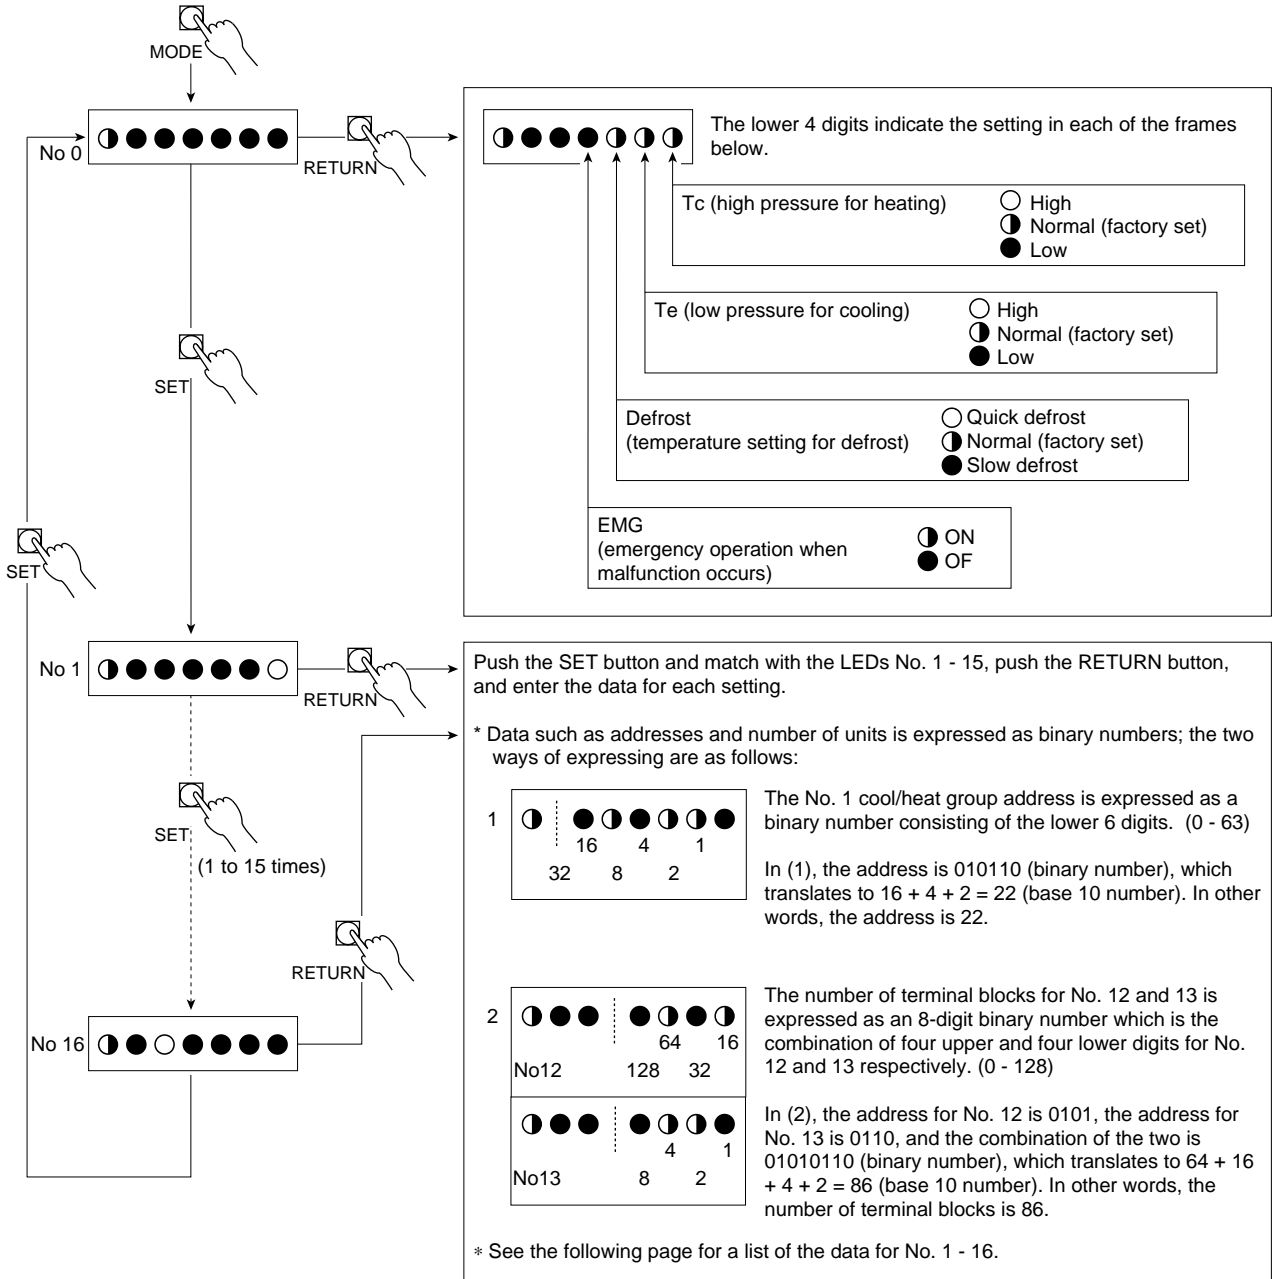 MODE
No 0
RETURN
The lower 4 digits indicate the setting in each of the frames
below.
Tc (high pressure for heating)
High
Normal (factory set)
Low
Te (low pressure for cooling)
High
Normal (factory set)
Low
SET
Defrost
(temperature setting for defrost)
Quick defrost
Normal (factory set)
Slow defrost
EMG
(emergency operation when
malfunction occurs)
ON
OF
SET
No 1
RETURN
Push the SET button and match with the LEDs No. 1 - 15, push the RETURN button,
and enter the data for each setting.
* Data such as addresses and number of units is expressed as binary numbers; the two
ways of expressing are as follows:
SET
(1 to 15 times)
1
16 4 1
32 8 2
The No. 1 cool/heat group address is expressed as a
binary number consisting of the lower 6 digits. (0 - 63)
In (1), the address is 010110 (binary number), which
translates to 16 + 4 + 2 = 22 (base 10 number). In other
words, the address is 22.
RETURN
No 16
2
64 16
No12 128 32
The number of terminal blocks for No. 12 and 13 is
expressed as an 8-digit binary number which is the
combination of four upper and four lower digits for No.
12 and 13 respectively. (0 - 128)
4 1
No13 8 2
In (2), the address for No. 12 is 0101, the address for
No. 13 is 0110, and the combination of the two is
01010110 (binary number), which translates to 64 + 16
+ 4 + 2 = 86 (base 10 number). In other words, the
number of terminal blocks is 86.
* See the following page for a list of the data for No. 1 - 16.